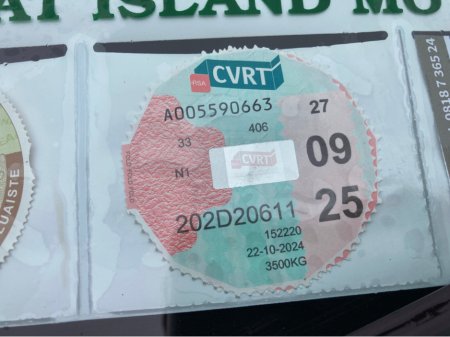 AT ISLAND MO
RSA CVRT
A005590663 27
33 406
N1 CVRT 09
202D20611 25
152220
22-10-2024
3500KG
LUAISTE
0818 7 365 24